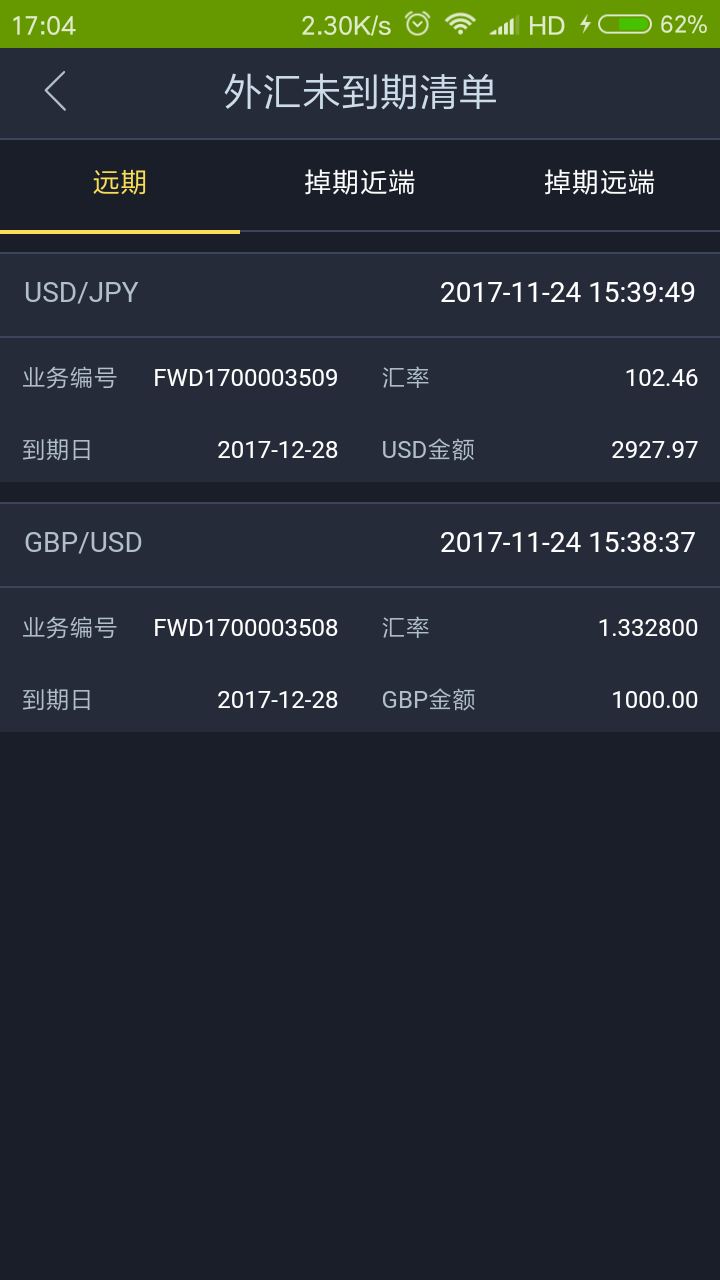 17:04 2.30K/s HD 62%
外汇未到期清单
远期 掉期近端 掉期远端
USD/JPY 2017-11-24 15:39:49
业务编号 FWD1700003509 汇率 102.46
到期日 2017-12-28 USD金额 2927.97
GBP/USD 2017-11-24 15:38:37
业务编号 FWD1700003508 汇率 1.332800
到期日 2017-12-28 GBP金额 1000.00